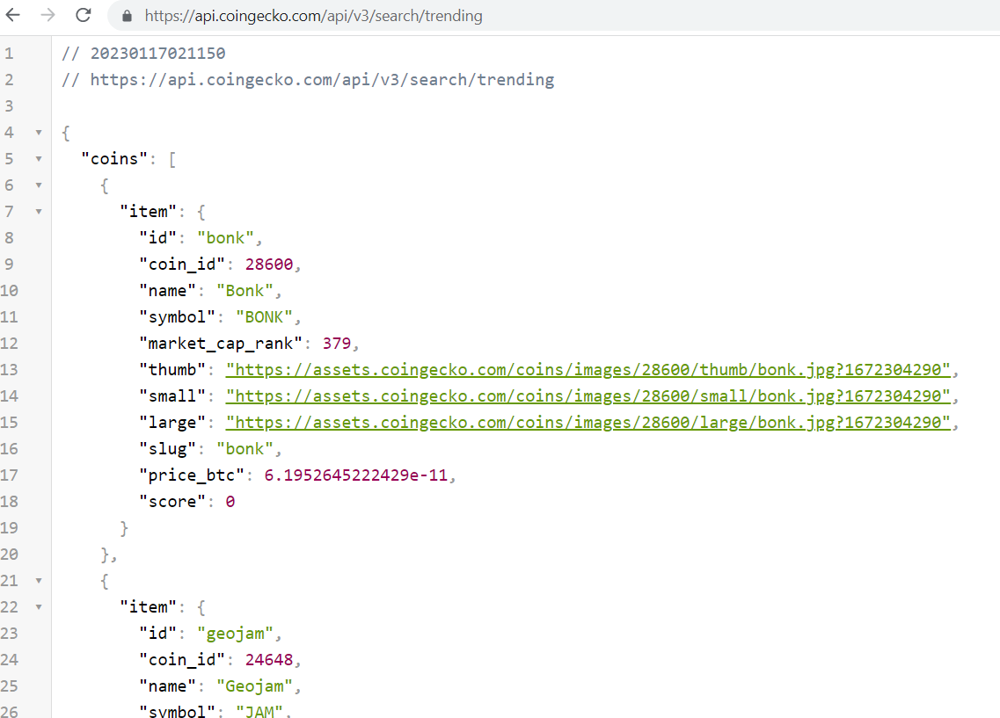 https://api.coingecko.com/api/v3/search/trending
1 // 20230117021150
2 // https://api.coingecko.com/api/v3/search/trending
3
4 {
5 "coins": [
6 {
7 "item": {
8 "id": "bonk",
9 "coin_id": 28600,
10 "name": "Bonk",
11 "symbol": "BONK",
12 "market_cap_rank": 379,
13 "thumb": "https://assets.coingecko.com/coins/images/28600/thumb/bonk.jpg?1672304290",
14 "small": "https://assets.coingecko.com/coins/images/28600/small/bonk.jpg?1672304290",
15 "large": "https://assets.coingecko.com/coins/images/28600/large/bonk.jpg?1672304290",
16 "slug": "bonk",
17 "price_btc": 6.1952645222429e-11,
18 "score": 0
19 }
20 },
21 {
22 "item": {
23 "id": "geojam",
24 "coin_id": 24648,
25 "name": "Geojam",
26 "symbol": "JAM",